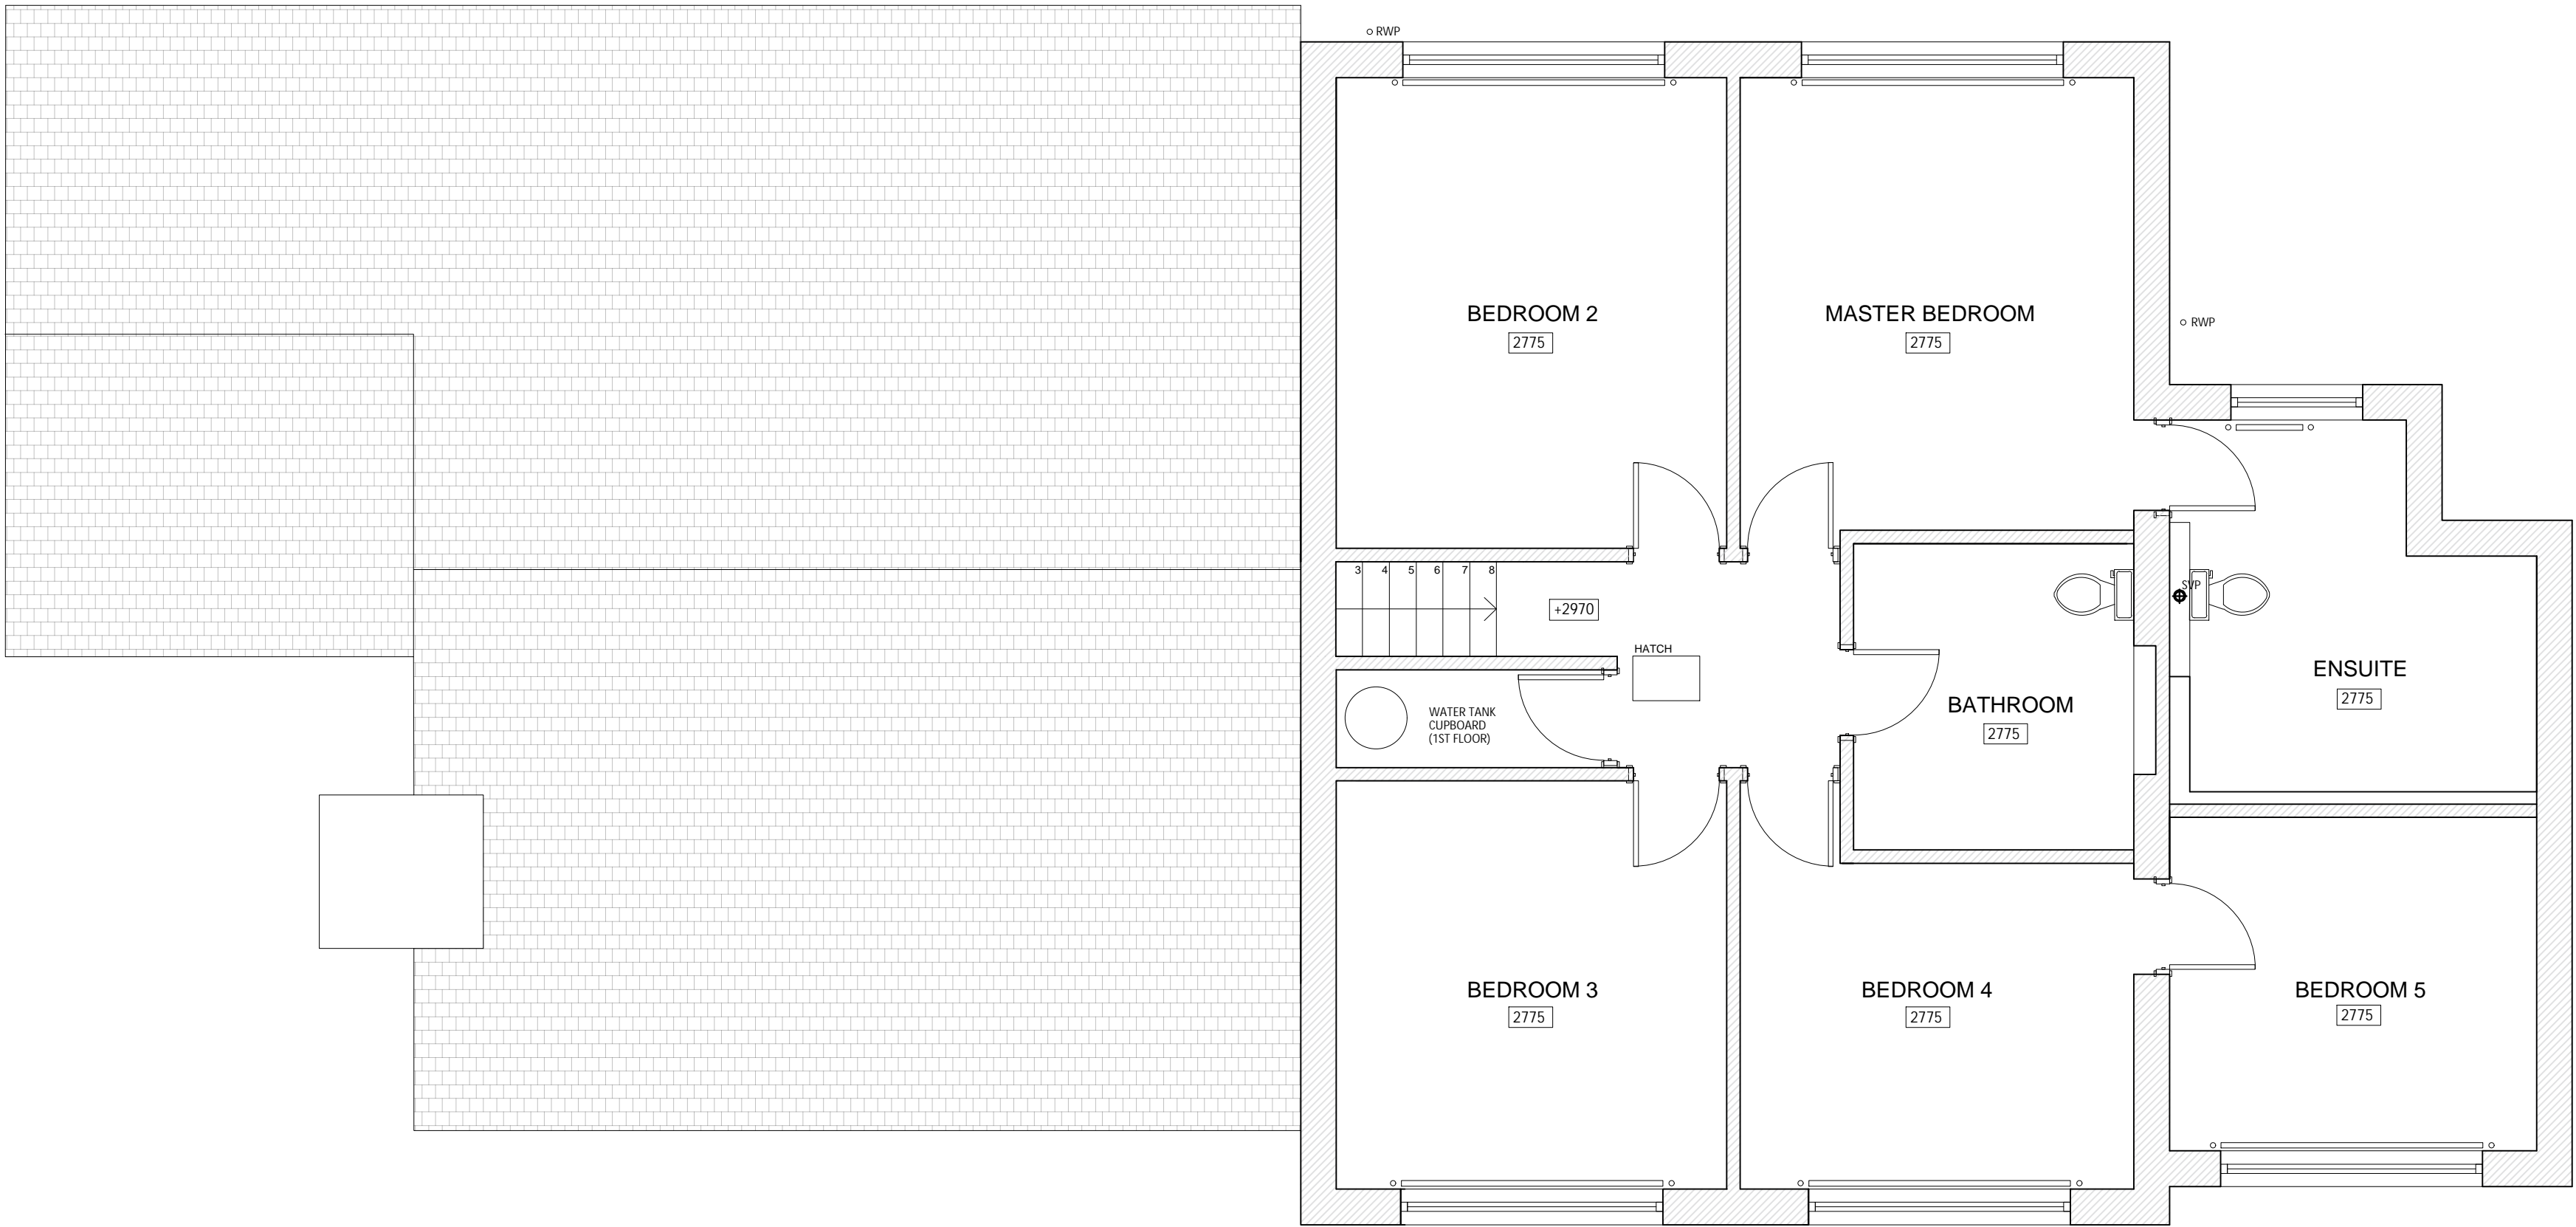 RWP
BEDROOM 2
2775
MASTER BEDROOM
2775
RWP
3 4 5 6 7 8
+2970
SVP
HATCH
ENSUITE
2775
WATER TANK
CUPBOARD
(1ST FLOOR)
BATHROOM
2775
BEDROOM 3
2775
BEDROOM 4
2775
BEDROOM 5
2775